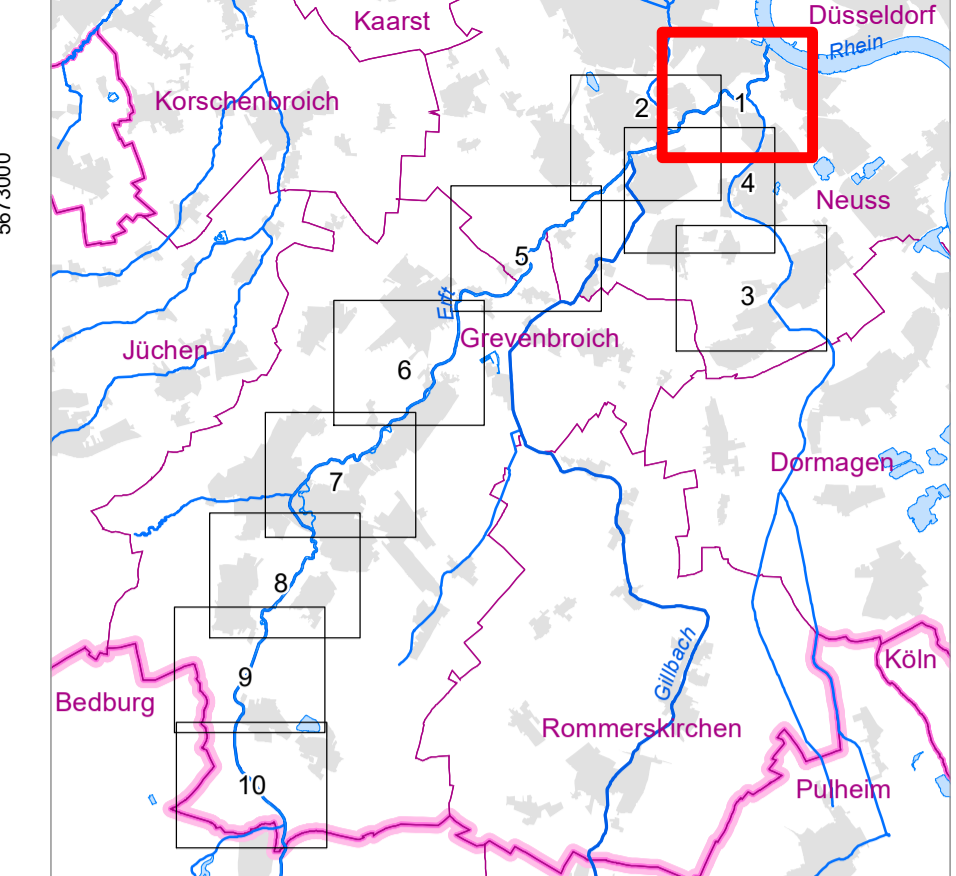 Kaarst
Düsseldorf
Rhein
Korschenbroich
2
1
5673000
4
Neuss
5
3
Erft
Grevenbroich
Jüchen
6
Dormagen
7
8
Gillbach
Köln
9
Bedburg
Rommerskirchen
10
Pulheim